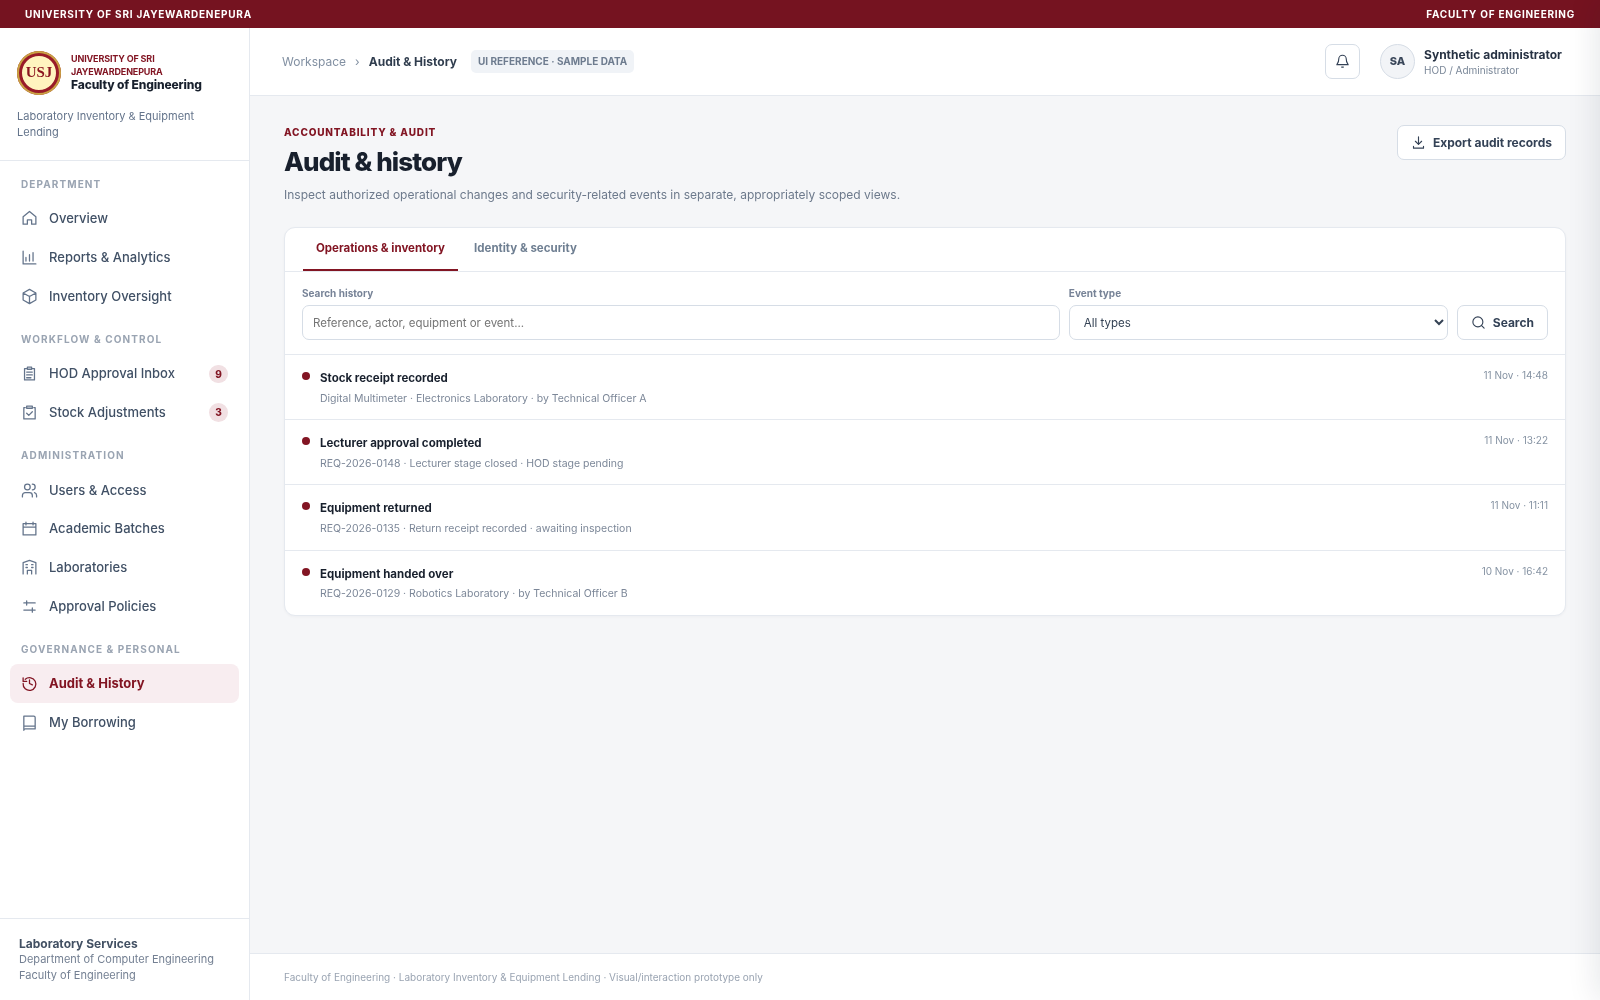 UNIVERSITY OF SRI JAYEWARDENEPURA
FACULTY OF ENGINEERING
USJ
UNIVERSITY OF SRI
JAYEWARDENEPURA
Faculty of Engineering
Laboratory Inventory & Equipment
Lending
DEPARTMENT
Overview
Reports & Analytics
Inventory Oversight
WORKFLOW & CONTROL
HOD Approval Inbox 9
Stock Adjustments 3
ADMINISTRATION
Users & Access
Academic Batches
Laboratories
Approval Policies
GOVERNANCE & PERSONAL
Audit & History
My Borrowing
Laboratory Services
Department of Computer Engineering
Faculty of Engineering
Workspace › Audit & History UI REFERENCE · SAMPLE DATA
SA
Synthetic administrator
HOD / Administrator
ACCOUNTABILITY & AUDIT
Audit & history
Inspect authorized operational changes and security-related events in separate, appropriately scoped views.
Export audit records
Operations & inventory Identity & security
Search history
Reference, actor, equipment or event...
Event type
All types
Search
Stock receipt recorded 11 Nov · 14:48
Digital Multimeter · Electronics Laboratory · by Technical Officer A
Lecturer approval completed 11 Nov · 13:22
REQ-2026-0148 · Lecturer stage closed · HOD stage pending
Equipment returned 11 Nov · 11:11
REQ-2026-0135 · Return receipt recorded · awaiting inspection
Equipment handed over 10 Nov · 16:42
REQ-2026-0129 · Robotics Laboratory · by Technical Officer B
Faculty of Engineering · Laboratory Inventory & Equipment Lending · Visual/interaction prototype only